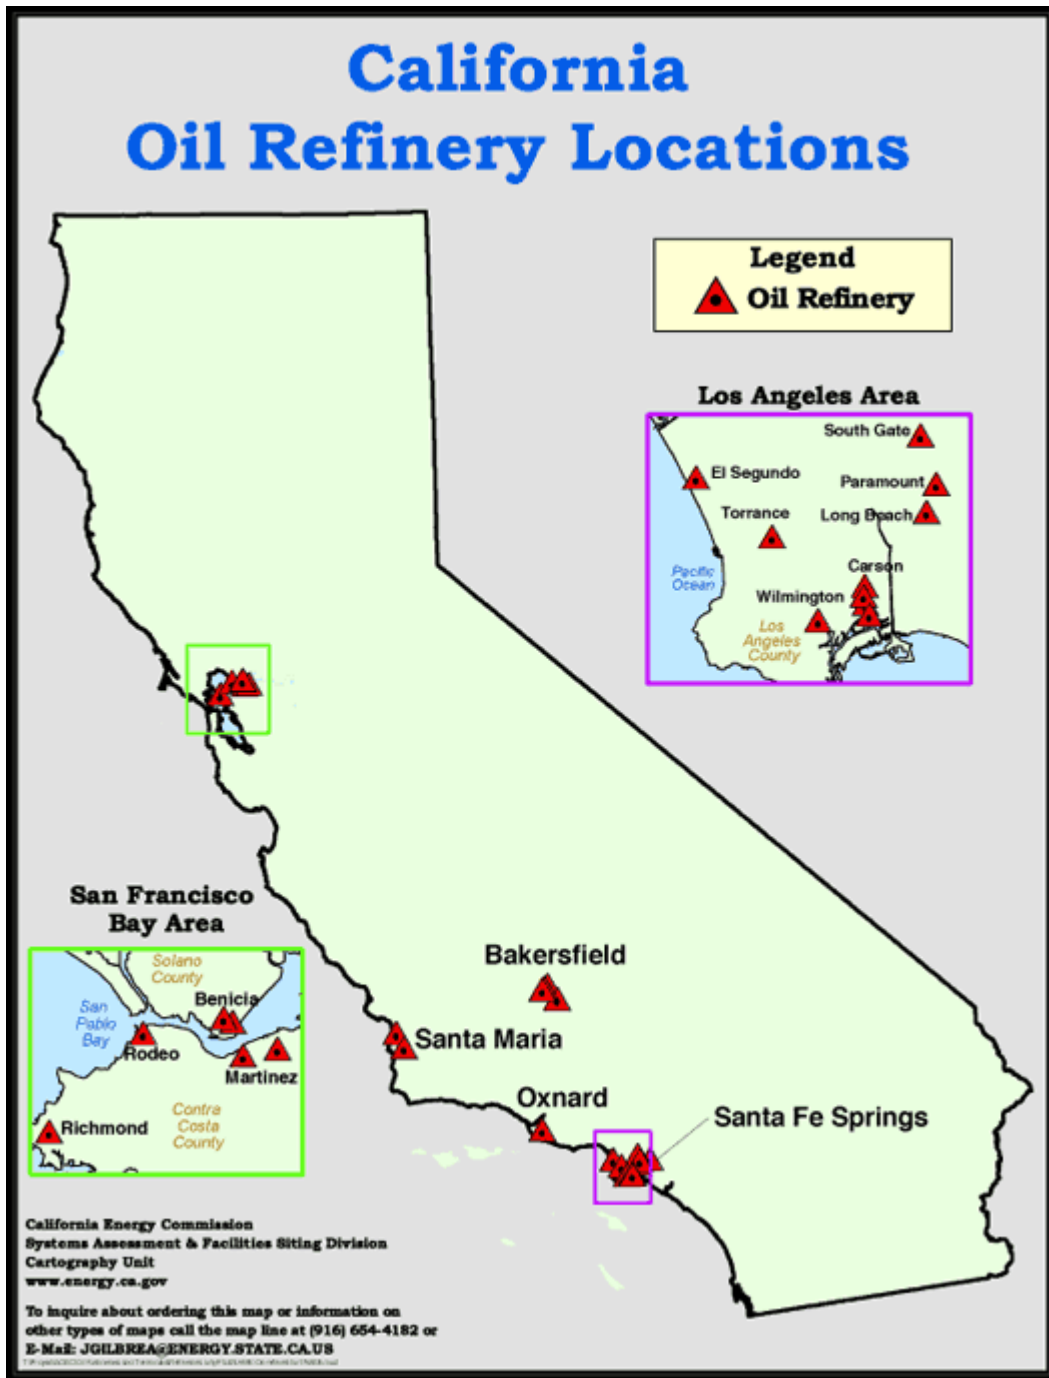 California
Oil Refinery Locations
Legend
Oil Refinery
Los Angeles Area
South Gate
El Segundo
Paramount
Torrance
Long Beach
Pacific
Ocean
Carson
Wilmington
Los
Angeles
County
San Francisco
Bay Area
Solano
County
Benicia
San
Pablo
Bay
Rodeo
Martinez
Contra
Costa
County
Richmond
Bakersfield
Santa Maria
Oxnard
Santa Fe Springs
California Energy Commission
Systems Assessment & Facilities Siting Division
Cartography Unit
www.energy.ca.gov
To inquire about ordering this map or information on
other types of maps call the map line at (916) 654-4182 or
E-Mail: JGILBREA@ENERGY.STATE.CA.US